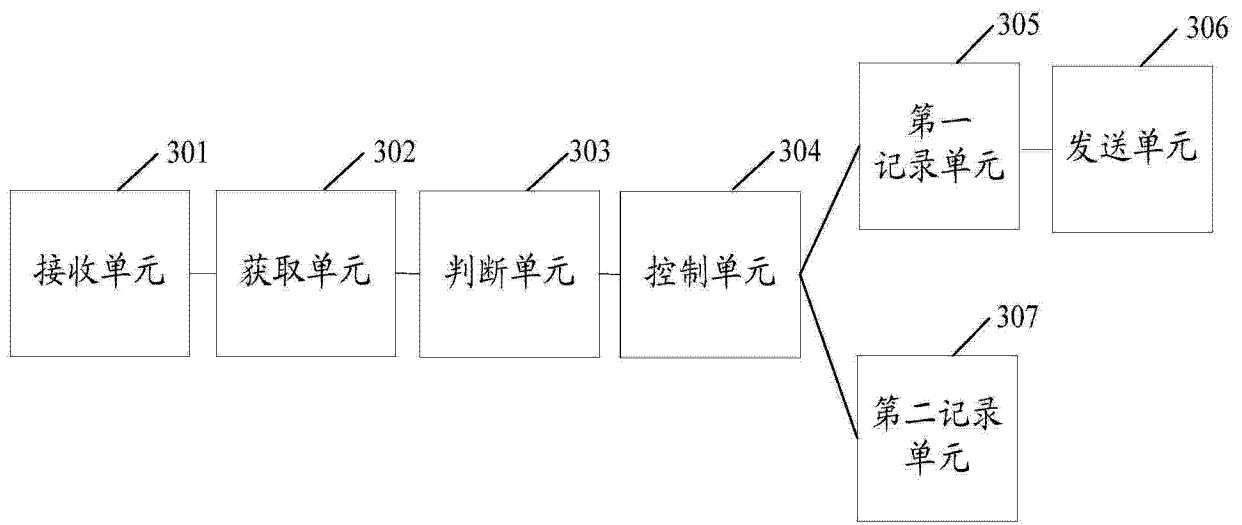 301
接收单元
302
获取单元
303
判断单元
304
控制单元
305
第一
记录单元
306
发送单元
307
第二记录
单元